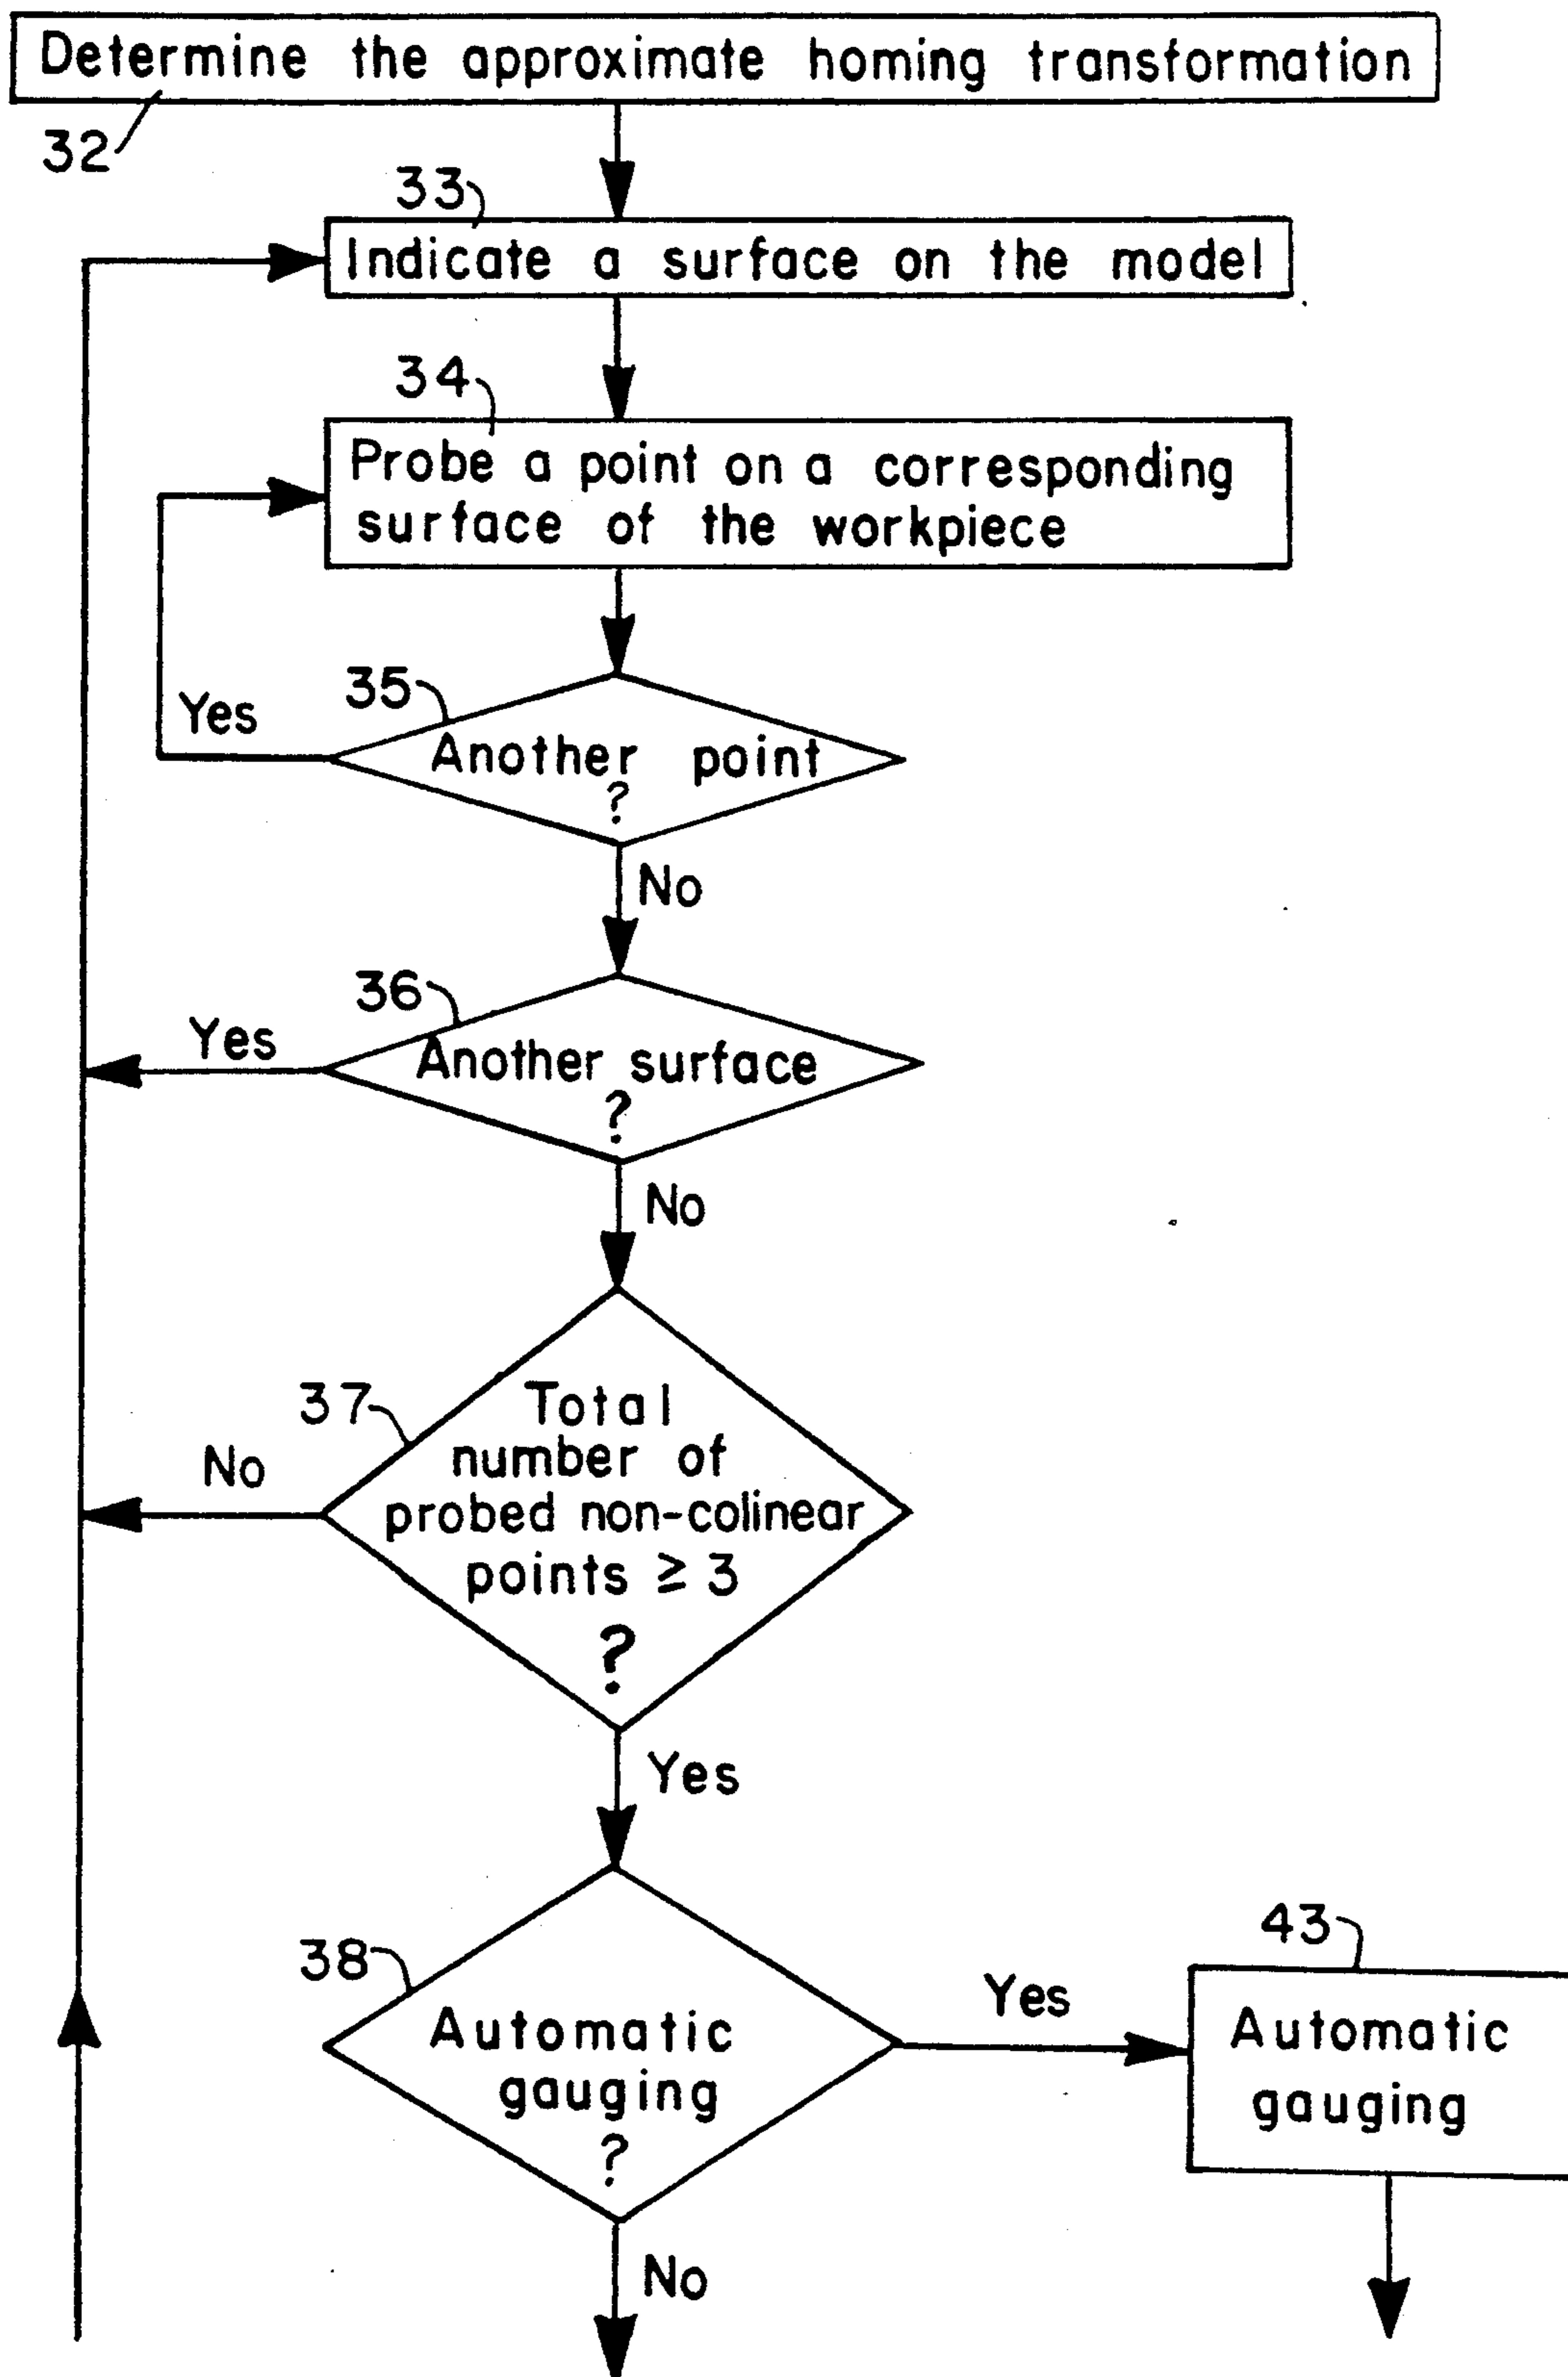 Determine the approximate homing transformation
32
33
Indicate a surface on the model
34
Probe a point on a corresponding
surface of the workpiece
35
Yes
Another point
?
No
36
Yes
Another surface
?
No
37
Total
number of
No
probed non-colinear
points ≥ 3
?
Yes
38
43
Yes
Automatic
gauging
?
Automatic
gauging
No